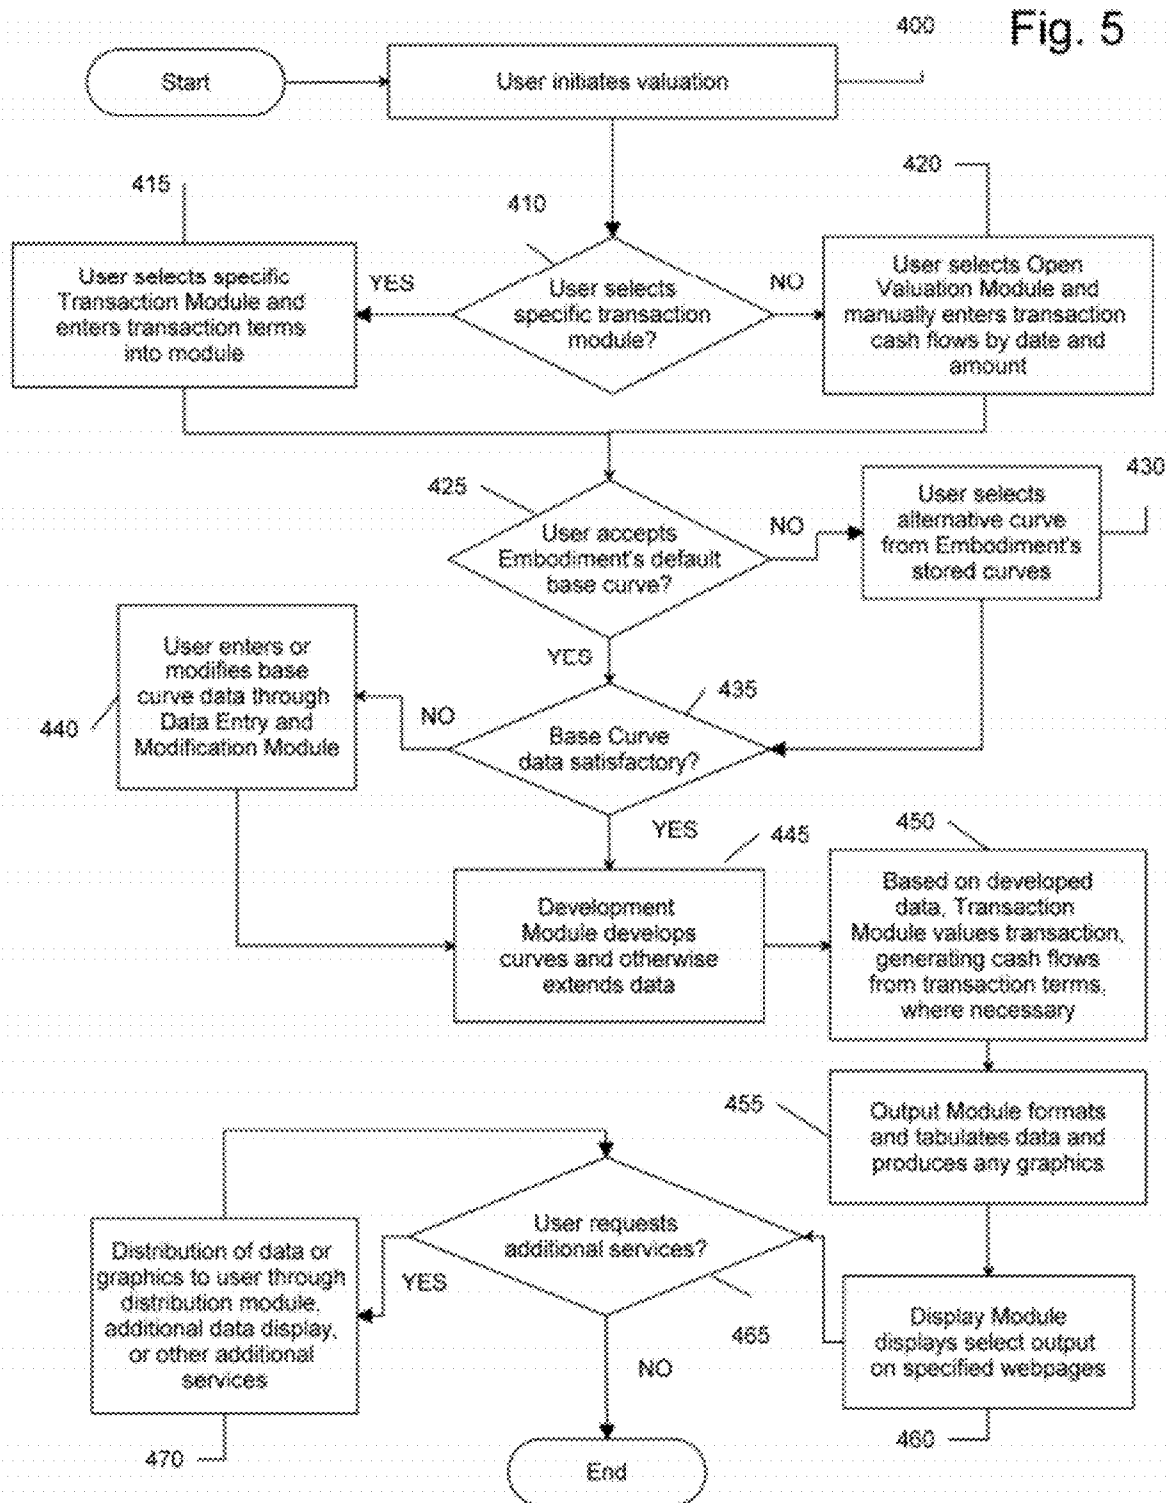 Fig. 5
400
Start
User initiates valuation
415
420
410
User selects specific
Transaction Module and
enters transaction terms
into module
YES
User selects
specific transaction
module?
NO
User selects Open
Valuation Module and
manually enters transaction
cash flows by date and
amount
425
430
User accepts
Embodiment's default
base curve?
NO
User selects
alternative curve
from Embodiment's
stored curves
YES
440
User enters or
modifies base
curve data through
Data Entry and
Modification Module
NO
435
Base Curve
data satisfactory?
YES
445
450
Development
Module develops
curves and otherwise
extends data
Based on developed
data, Transaction
Module values transaction,
generating cash flows
from transaction terms,
where necessary
455
Output Module formats
and tabulates data and
produces any graphics
User requests
additional services?
Distribution of data or
graphics to user through
distribution module,
additional data display,
or other additional
services
YES
465
Display Module
displays select output
on specified webpages
NO
470
460
End